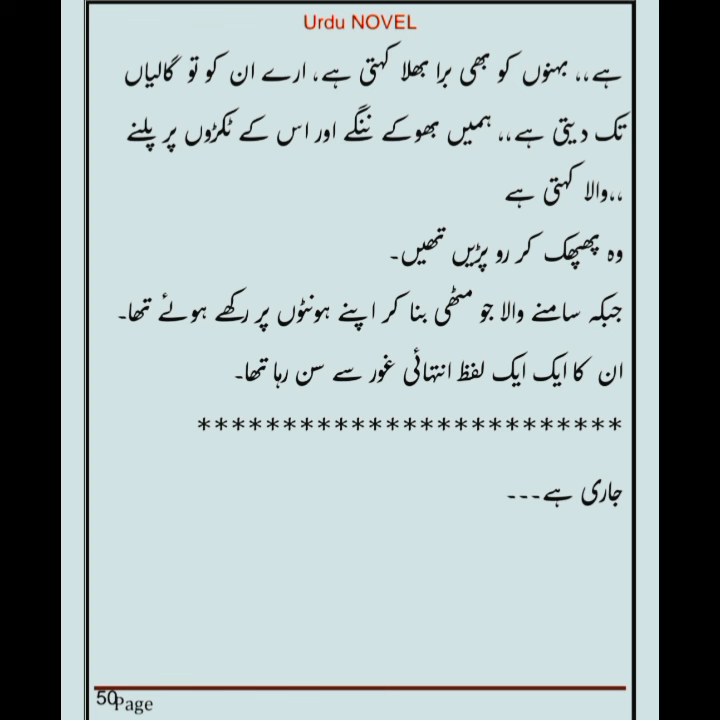 Urdu NOVEL
ہے،، بہنوں کو بھی برا بھلا کہتی ہے، ارے ان کو تو گالیاں
تک دیتی ہے،، ہمیں بھوکے ننگے اور اس کے ٹکڑوں پر پلنے
والا کہتی ہے،،
وہ پھپھک کر رو پڑیں تھیں۔
جبکہ سامنے والا جو مٹھی بنا کر اپنے ہونٹوں پر رکھے ہوئے تھا۔
ان کا ایک ایک لفظ انتہائی غور سے سن رہا تھا۔
*************************
جاری ہے---
50Page